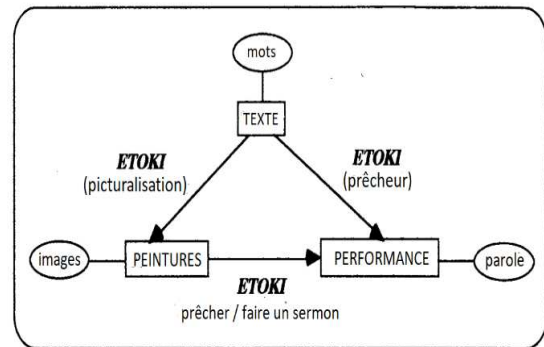 mots
TEXTE
ETOKI
(picturalisation)
ETOKI
(prêcheur)
images
PEINTURES
PERFORMANCE
parole
ETOKI
prêcher / faire un sermon